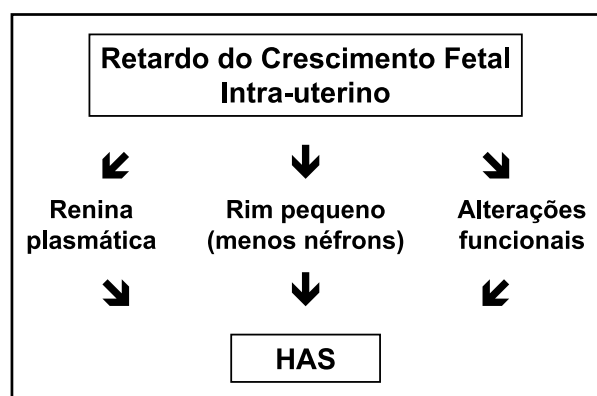 Retardo do Crescimento Fetal
Intra-uterino
Renina
plasmática
Rim pequeno
(menos néfrons)
Alterações
funcionais
HAS